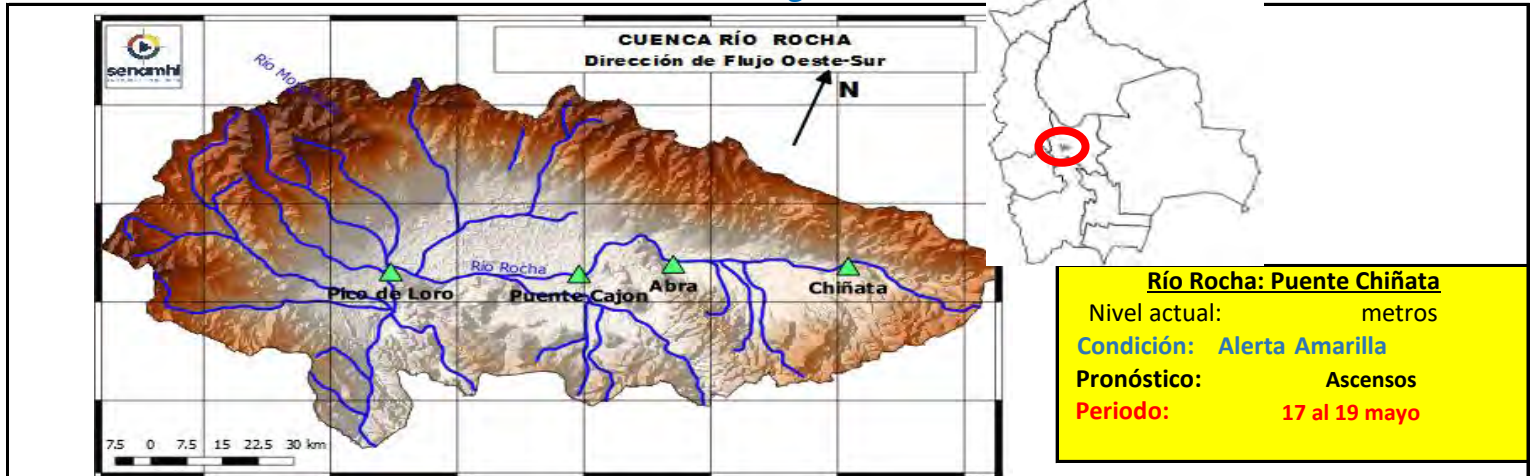 senamhi
CUENCA RÍO ROCHA
Dirección de Flujo Oeste-Sur
N
Río Rocha
Pico de Loro
Puente Cajon
Abra
Chiñata
7.5 0 7.5 15 22.5 30 km
Río Rocha: Puente Chiñata
Nivel actual: metros
Condición: Alerta Amarilla
Pronóstico: Ascensos
Periodo: 17 al 19 mayo